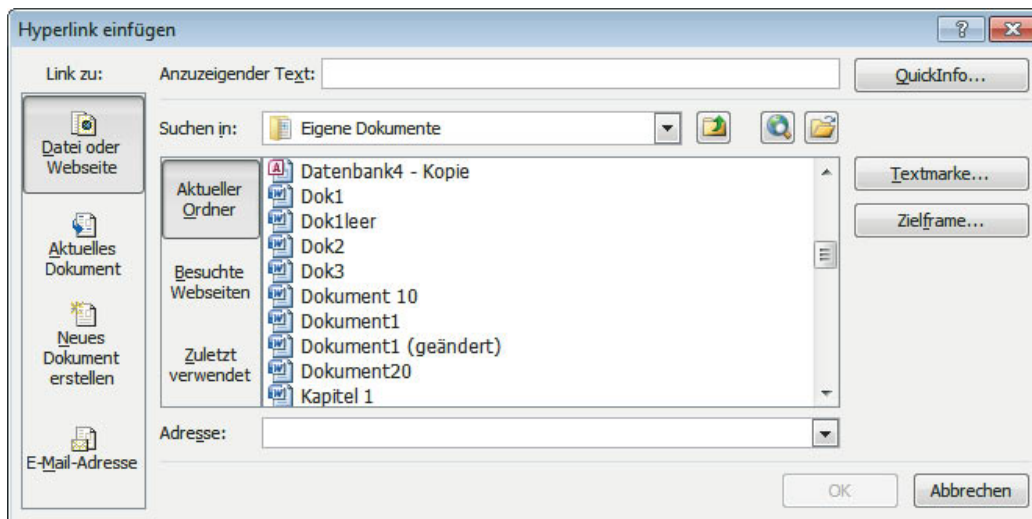 Hyperlink einfügen
Link zu:
Anzuzeigender Text:
QuickInfo...
Datei oder
Webseite
Aktuelles
Dokument
Neues
Dokument
erstellen
E-Mail-Adresse
Suchen in:
Eigene Dokumente
Aktueller
Ordner
Besuchte
Webseiten
Zuletzt
verwendet
Datenbank4 - Kopie
Dok1
Dok1leer
Dok2
Dok3
Dokument 10
Dokument1
Dokument1 (geändert)
Dokument20
Kapitel 1
Textmarke...
Zielframe...
Adresse:
OK
Abbrechen